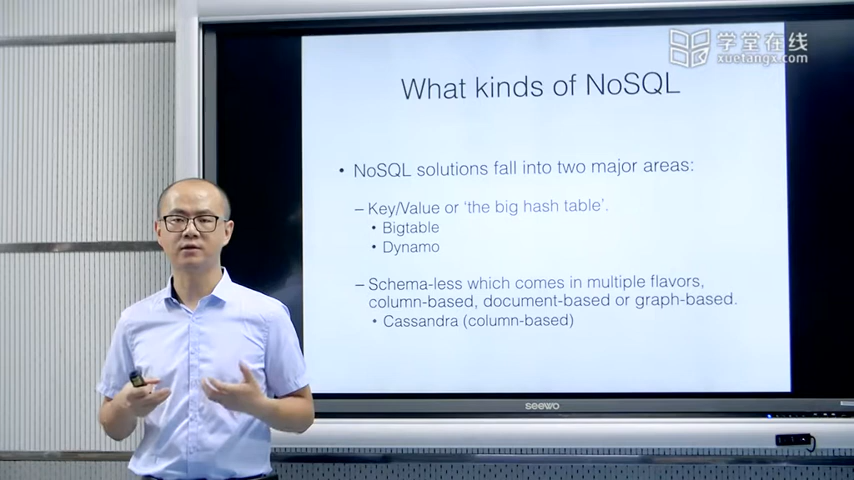 学堂在线
xuetangx.com
What kinds of NoSQL
• NoSQL solutions fall into two major areas:
– Key/Value or ‘the big hash table’.
• Bigtable
• Dynamo
– Schema-less which comes in multiple flavors,
column-based, document-based or graph-based.
• Cassandra (column-based)
seewo